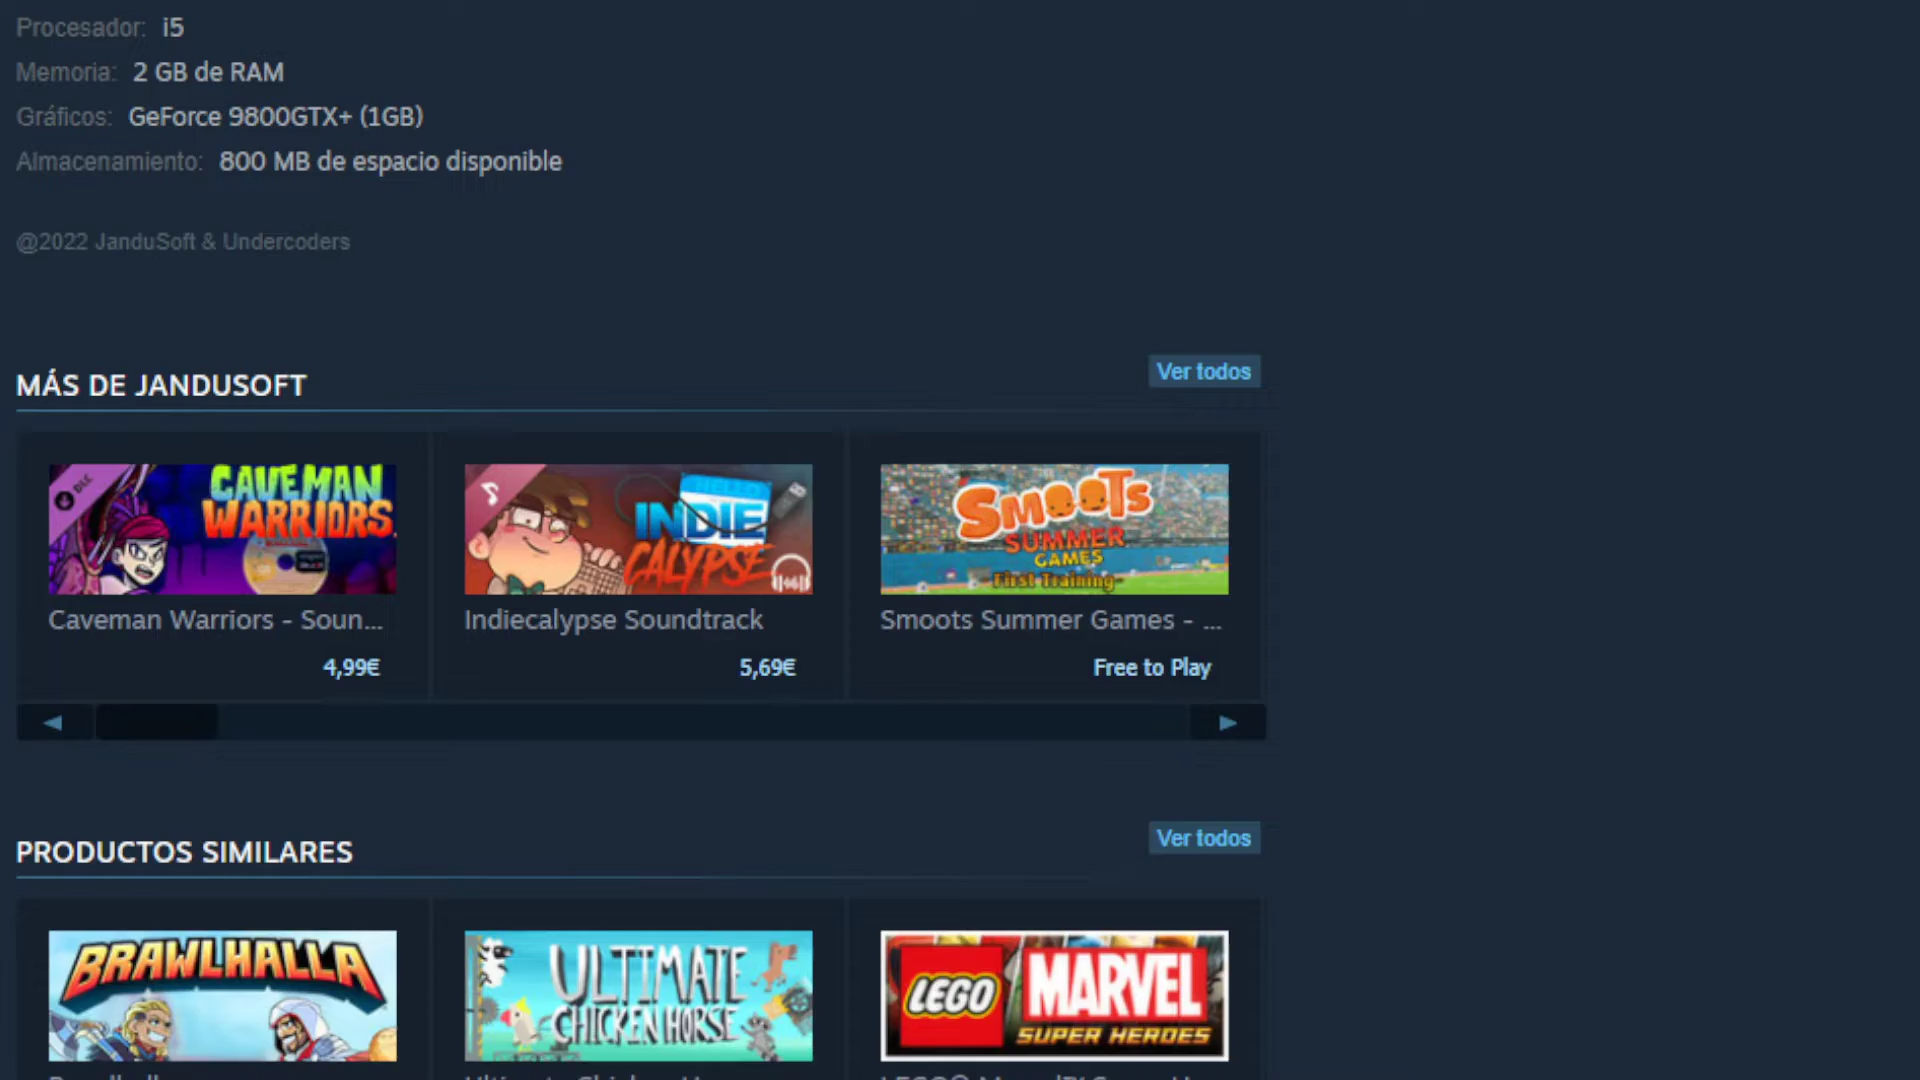 Procesador: i5
Memoria: 2 GB de RAM
Gráficos: GeForce 9800GTX+ (1GB)
Almacenamiento: 800 MB de espacio disponible
@2022 JanduSoft & Undercoders
MÁS DE JANDUSOFT
Ver todos
DLC
CAVEMAN
WARRIORS
HELLO
INDIE
CALYPSE
SMOOTS
SUMMER
GAMES
-First Training-
Caveman Warriors - Soun...
Indiecalypse Soundtrack
Smoots Summer Games - ...
4,99€
5,69€
Free to Play
PRODUCTOS SIMILARES
Ver todos
BRAWLHALLA
ULTIMATE
CHICKEN HORSE
LEGO
MARVEL
SUPER HEROES